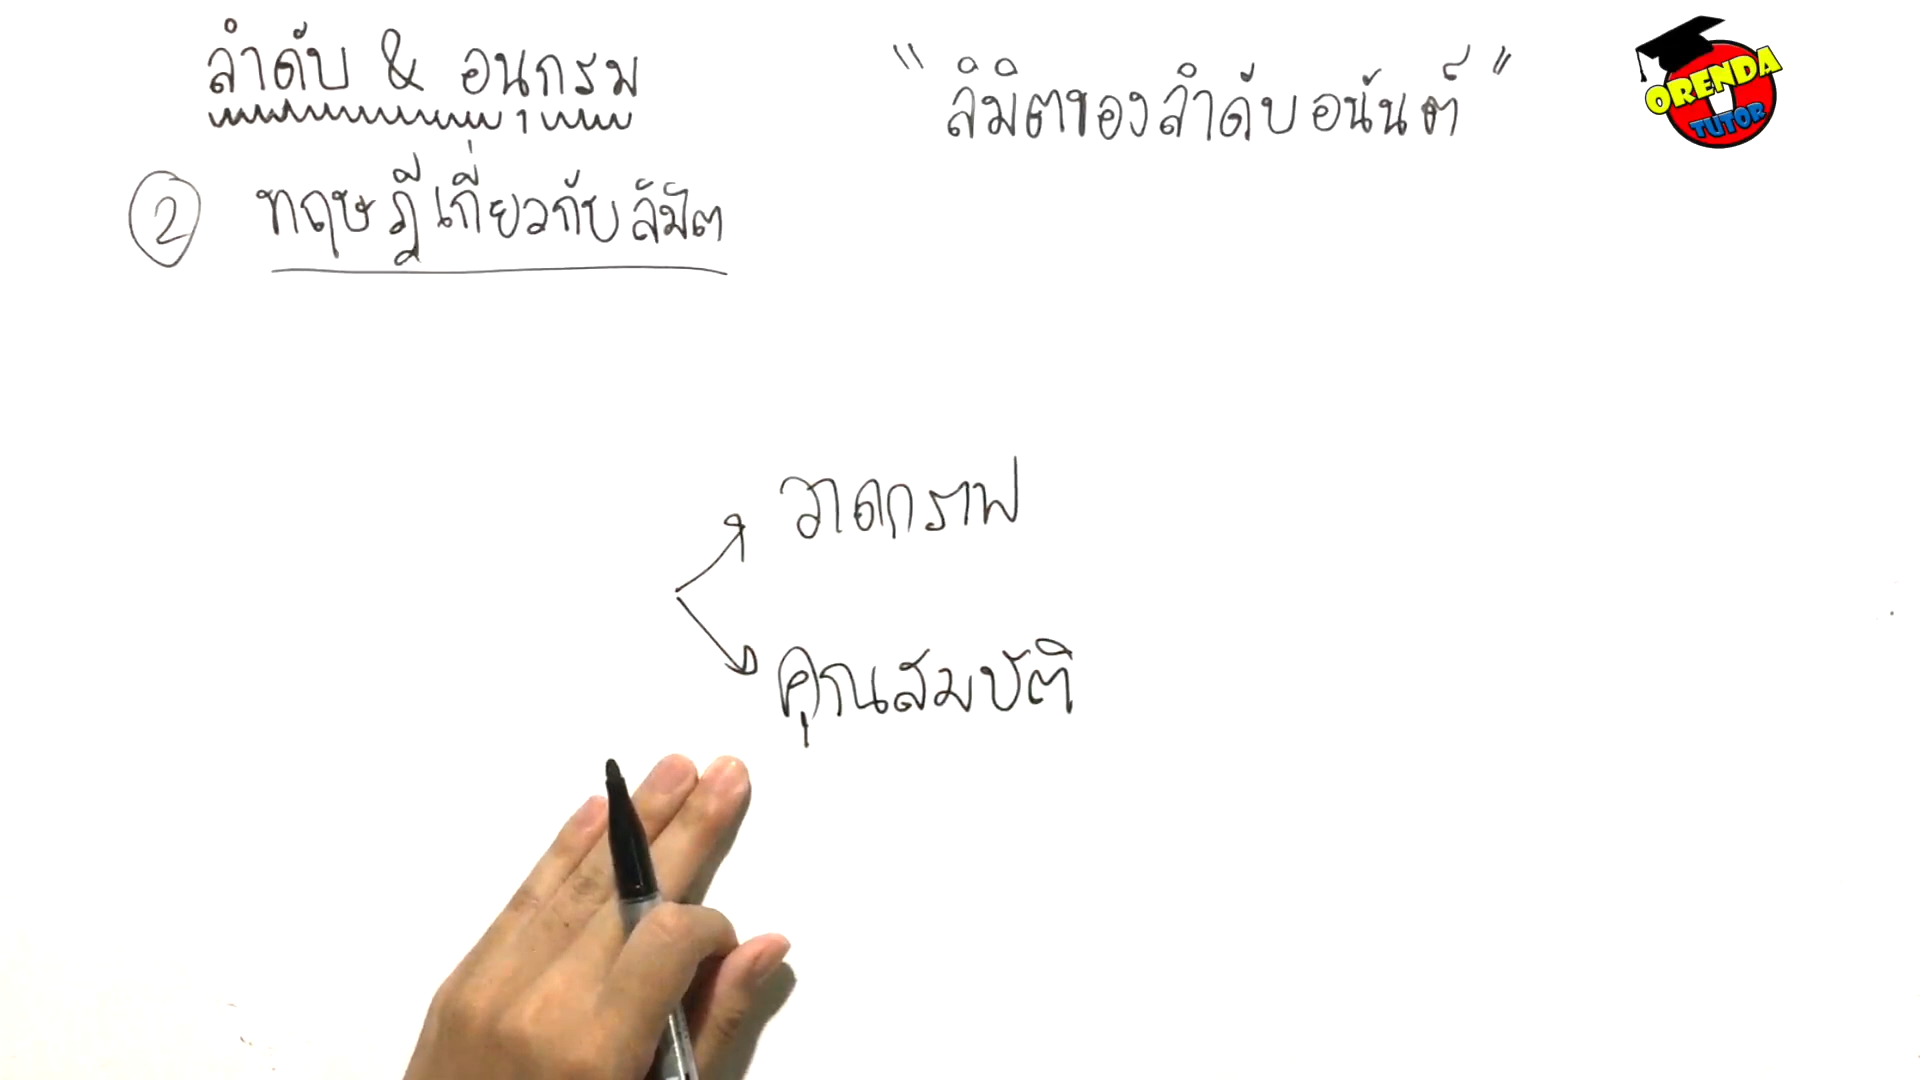 ลำดับ & อนุกรม
"ลิมิตของลำดับอนันต์"
ORENDA
TUTOR
② ทฤษฎีเกี่ยวกับลิมิต
วาดกราฟ
คุณสมบัติ